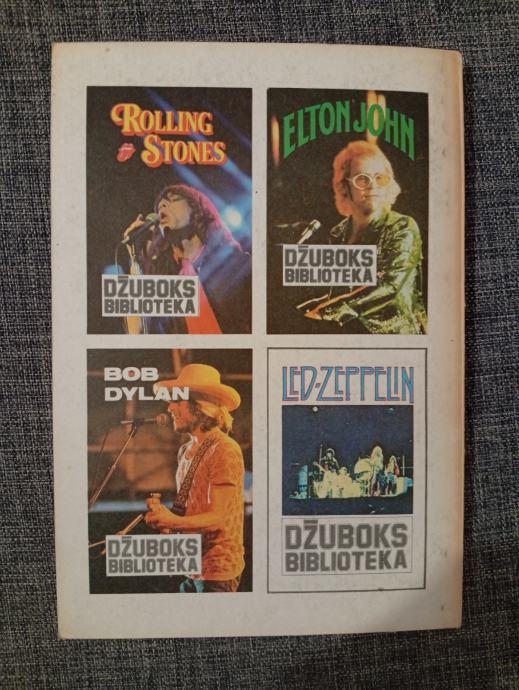 ROLLING
STONES
DŽUBOKS
BIBLIOTEKA
ELTON JOHN
DŽUBOKS
BIBLIOTEKA
BOB
DYLAN
DŽUBOKS
BIBLIOTEKA
LED-ZEPPELIN
DŽUBOKS
BIBLIOTEKA